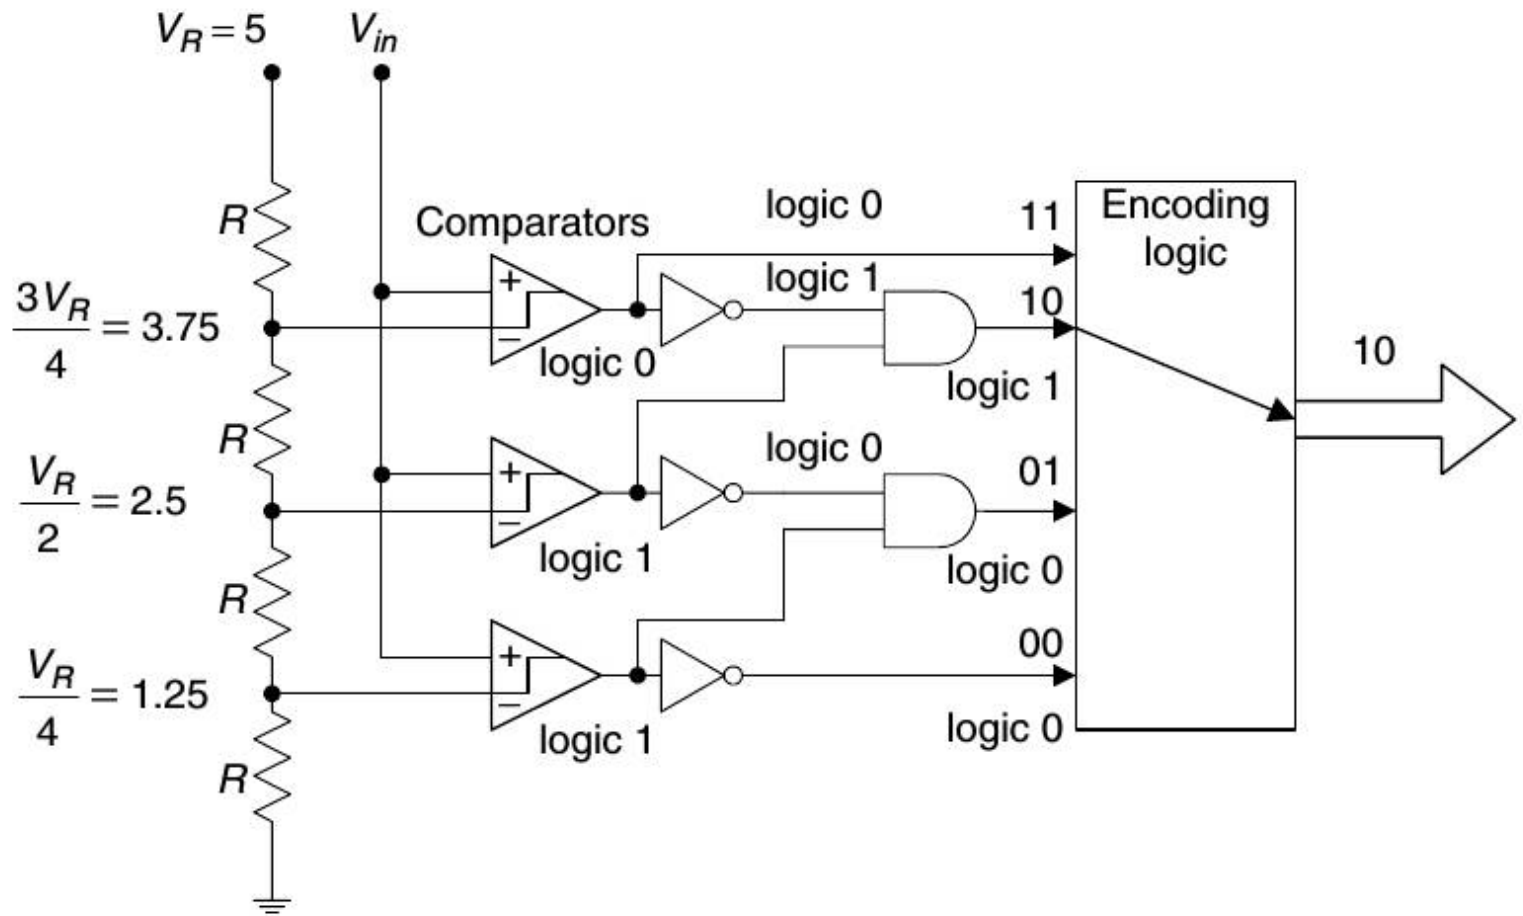 V_R = 5
V_in
R
Comparators
+
−
logic 0
logic 0
11
Encoding
logic
3V_R/4 = 3.75
logic 1
10
logic 1
10
R
V_R/2 = 2.5
+
−
logic 1
logic 0
01
logic 0
R
V_R/4 = 1.25
+
−
logic 1
00
logic 0
R